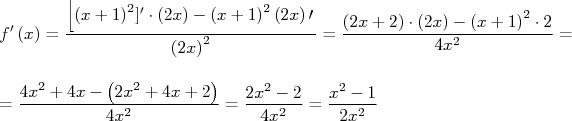 f′(x) = ⌊(x+1)²]′·(2x)−(x+1)²(2x)′ / (2x)² = (2x+2)·(2x)−(x+1)²·2 / 4x² =
= 4x²+4x−(2x²+4x+2) / 4x² = 2x²−2 / 4x² = x²−1 / 2x²